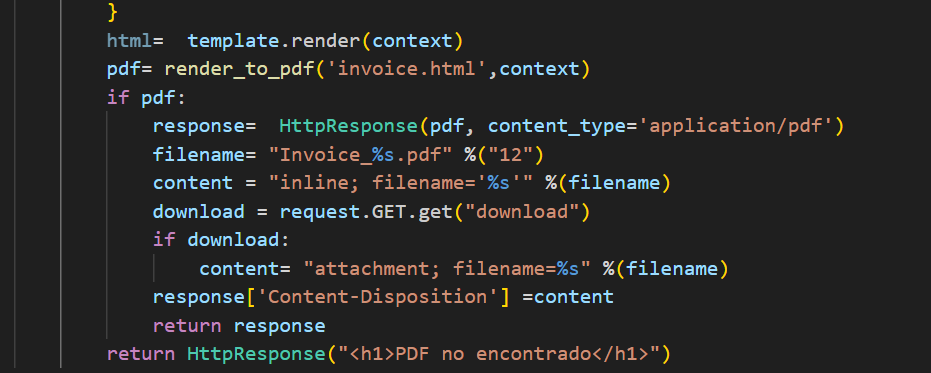 }
html=  template.render(context)
pdf= render_to_pdf('invoice.html',context)
if pdf:
response=  HttpResponse(pdf, content_type='application/pdf')
filename= "Invoice_%s.pdf" %("12")
content = "inline; filename='%s'" %(filename)
download = request.GET.get("download")
if download:
content= "attachment; filename=%s" %(filename)
response['Content-Disposition'] =content
return response
return HttpResponse("<h1>PDF no encontrado</h1>")